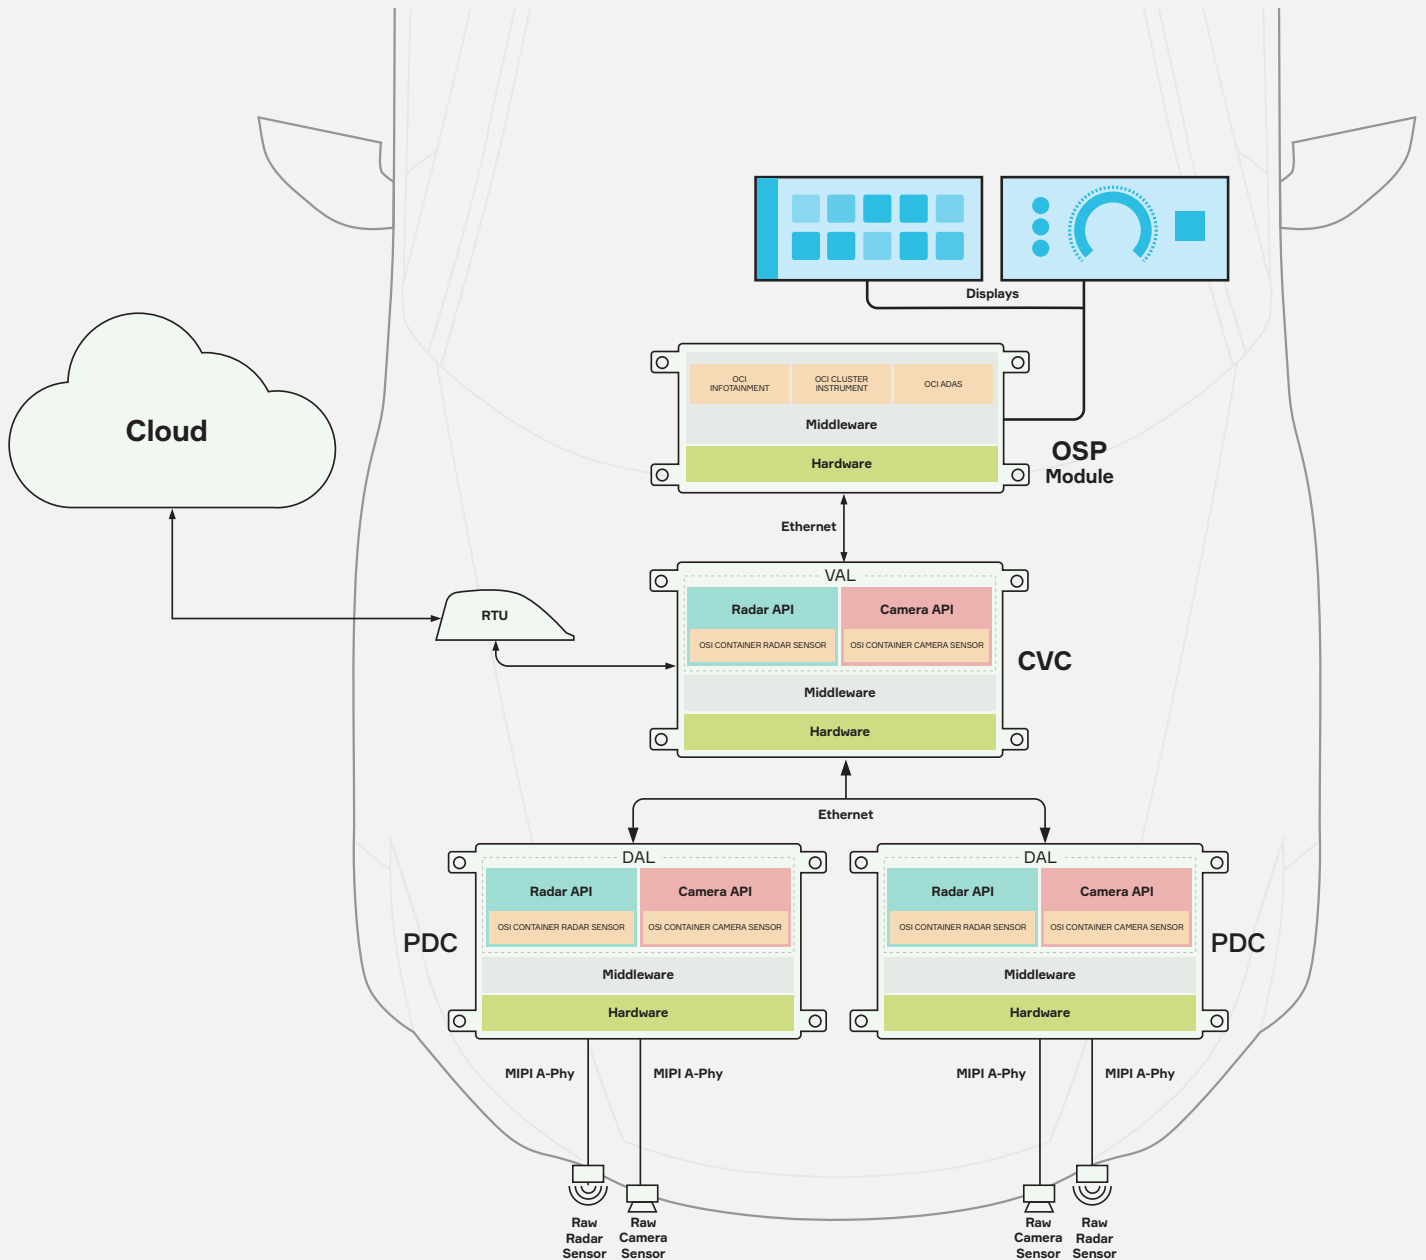 Displays
OCI
INFOTAINMENT
OCI CLUSTER
INSTRUMENT
OCI ADAS
Middleware
Hardware
OSP
Module
Cloud
Ethernet
RTU
VAL
Radar API
Camera API
OSI CONTAINER RADAR SENSOR
OSI CONTAINER CAMERA SENSOR
Middleware
Hardware
CVC
Ethernet
PDC
DAL
Radar API
Camera API
OSI CONTAINER RADAR SENSOR
OSI CONTAINER CAMERA SENSOR
Middleware
Hardware
DAL
Radar API
Camera API
OSI CONTAINER RADAR SENSOR
OSI CONTAINER CAMERA SENSOR
Middleware
Hardware
PDC
MIPI A-Phy
MIPI A-Phy
MIPI A-Phy
MIPI A-Phy
Raw
Radar
Sensor
Raw
Camera
Sensor
Raw
Camera
Sensor
Raw
Radar
Sensor